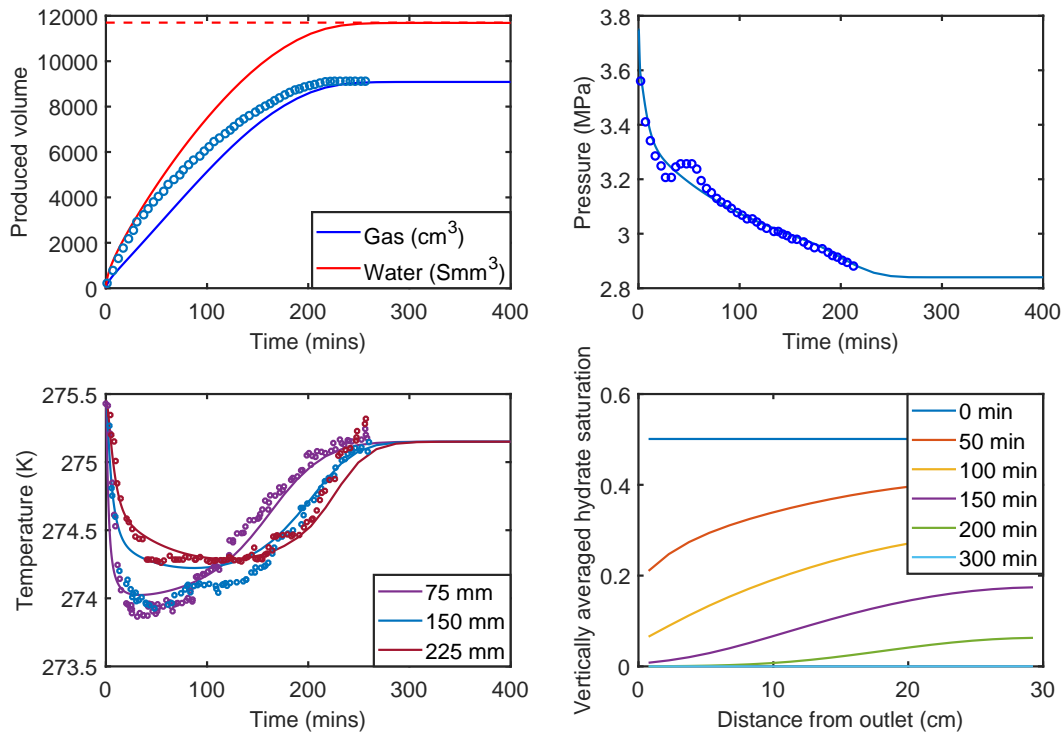 12000
10000
8000
6000
4000
2000
0
Produced volume
Gas (cm³)
Water (Smm³)
0 100 200 300 400
Time (mins)
3.8
3.6
3.4
3.2
3
2.8
Pressure (MPa)
0 100 200 300 400
Time (mins)
275.5
275
274.5
274
273.5
Temperature (K)
75 mm
150 mm
225 mm
0 100 200 300 400
Time (mins)
0.6
0.4
0.2
0
Vertically averaged hydrate saturation
0 min
50 min
100 min
150 min
200 min
300 min
0 10 20 30
Distance from outlet (cm)